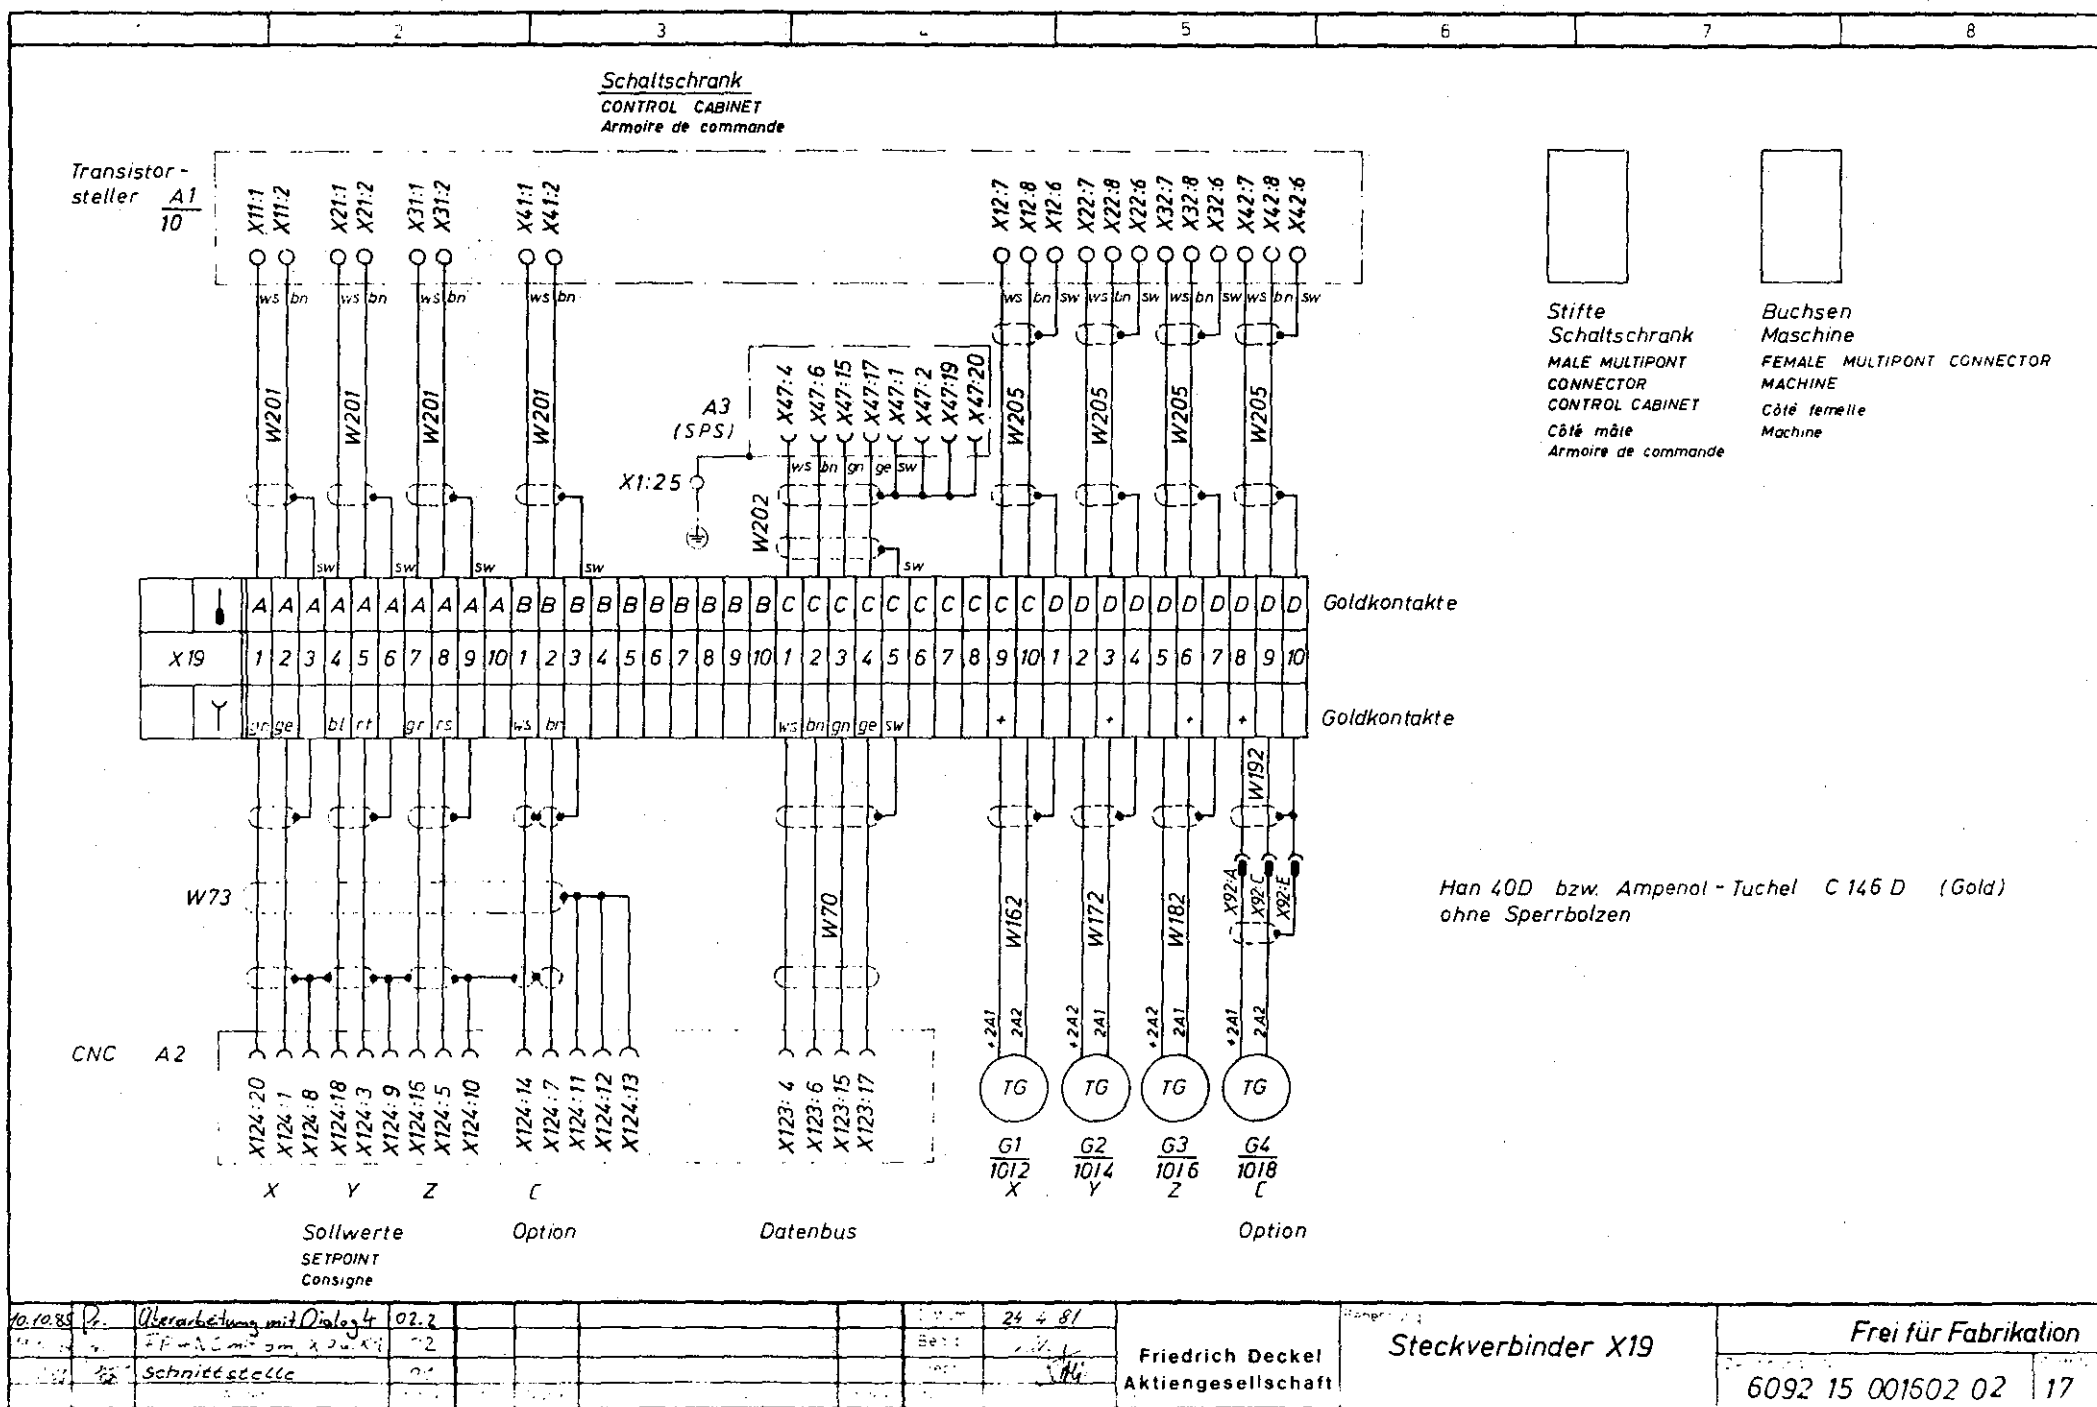 2 3 4 5 6 7 8
Schaltschrank
CONTROL CABINET
Armoire de commande
Transistor-
steller A1
10
X11:1 X11:2 X21:1 X21:2 X31:1 X31:2 X41:1 X41:2 X12:7 X12:8 X12:6 X22:7 X22:8 X22:6 X32:7 X32:8 X32:6 X42:7 X42:8 X42:6
ws bn ws bn ws bn ws bn ws bn sw ws bn sw ws bn sw ws bn sw
Stifte
Schaltschrank
MALE MULTIPONT
CONNECTOR
CONTROL CABINET
Côté mâle
Armoire de commande
Buchsen
Maschine
FEMALE MULTIPONT CONNECTOR
MACHINE
Côté femelle
Machine
A3
(SPS)
X47:4 X47:6 X47:15 X47:17 X47:1 X47:2 X47:19 X47:20
W201 W201 W201 W201 W205 W205 W205 W205
ws bn gn ge sw
X1:25
W202
sw sw sw sw sw
A A A A A A A A A A B B B B B B B B B B C C C C C C C C C C D D D D D D D D D D Goldkontakte
X19 1 2 3 4 5 6 7 8 9 10 1 2 3 4 5 6 7 8 9 10 1 2 3 4 5 6 7 8 9 10 1 2 3 4 5 6 7 8 9 10
gn ge bl rt gr rs ws bn ws bn gn ge sw + + + + Goldkontakte
W192
W73
W70
W162 W172 W182
X92:A X92:C X92:E
Han 40D bzw. Ampenol-Tuchel C 146 D (Gold)
ohne Sperrbolzen
+2A1 2A2 +2A2 2A1 +2A2 2A1 +2A1 2A2
CNC A2
X124:20 X124:1 X124:8 X124:18 X124:3 X124:9 X124:16 X124:5 X124:10 X124:14 X124:7 X124:11 X124:12 X124:13 X123:4 X123:6 X123:15 X123:17
TG TG TG TG
G1 G2 G3 G4
10/2 10/4 10/6 10/8
X Y Z C X Y Z C
Sollwerte Option Datenbus Option
SETPOINT
Consigne
10.10.85 Überarbeitung mit Dialog 4 02.2
Schnittstelle
24 4 81
Friedrich Deckel
Aktiengesellschaft
Steckverbinder X19
Frei für Fabrikation
6092 15 001602 02 17